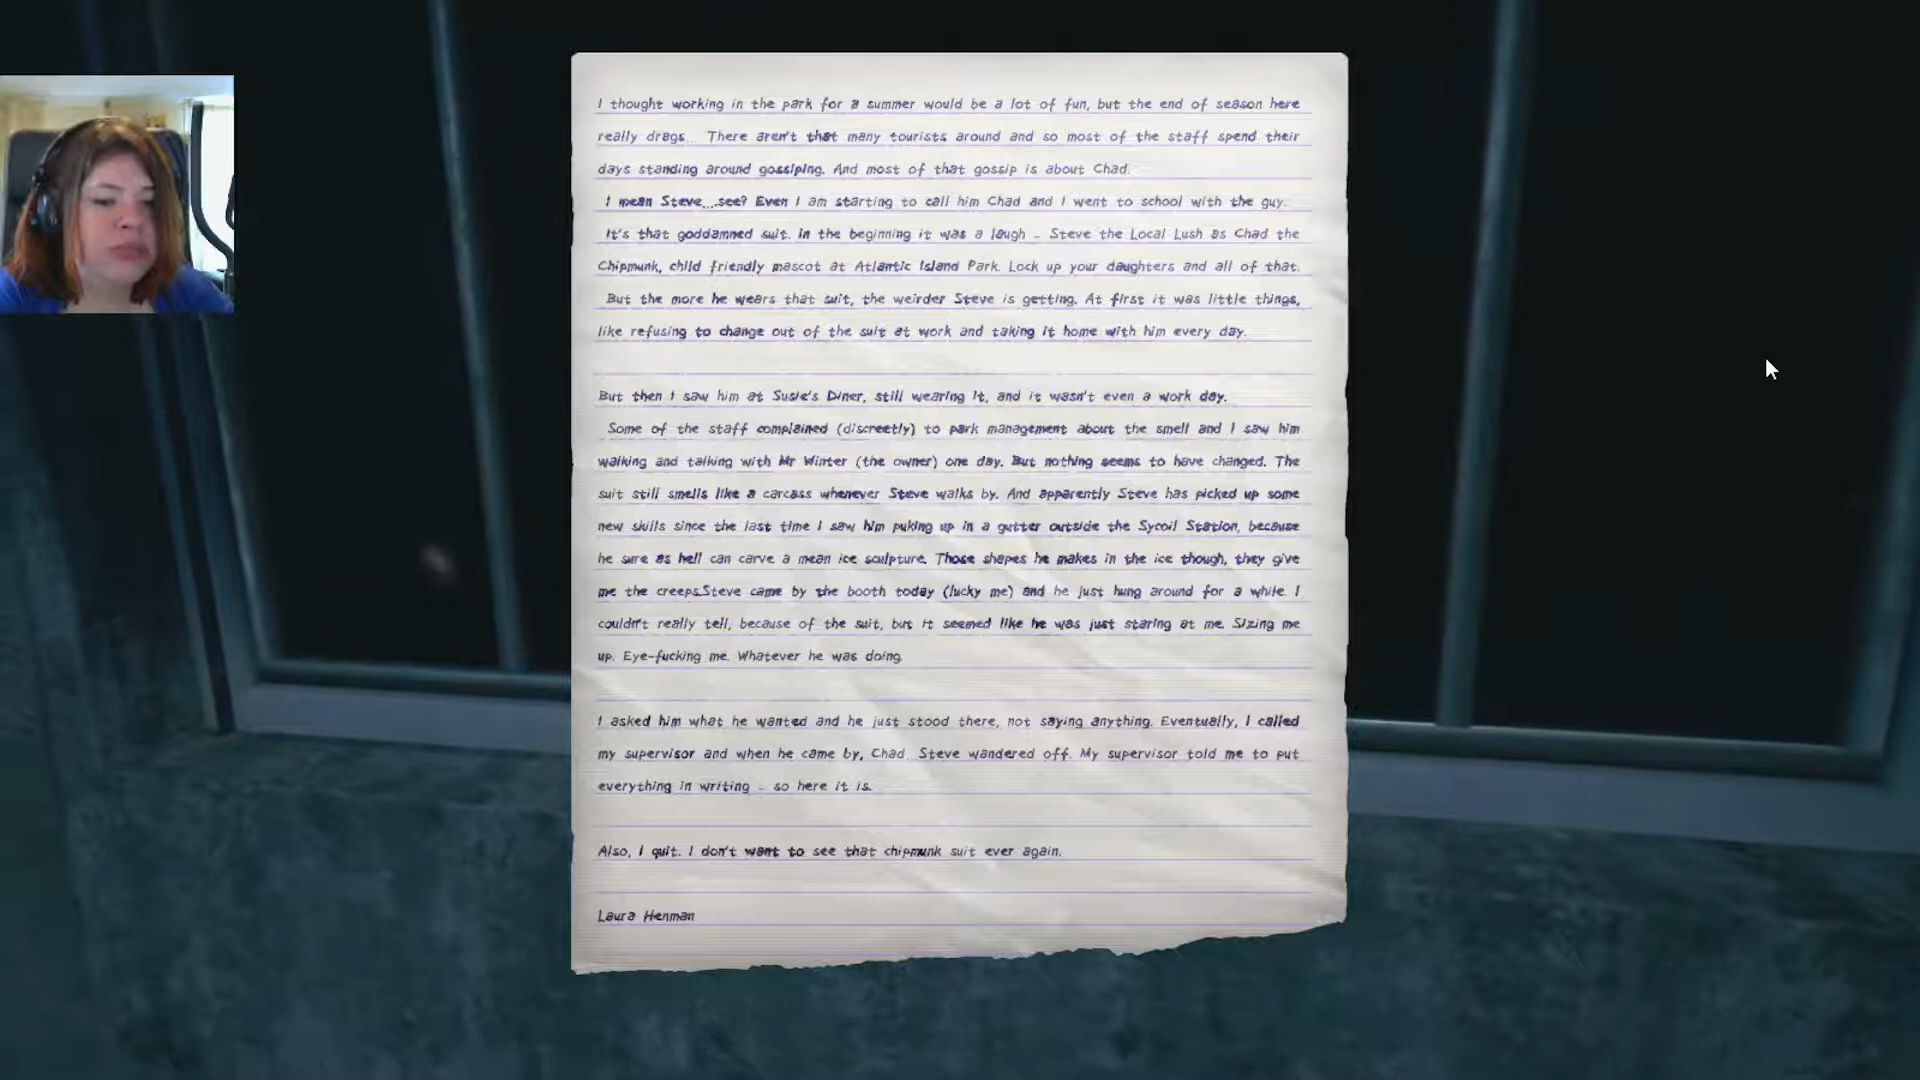 I thought working in the park for a summer would be a lot of fun, but the end of season here
really drags... There aren't that many tourists around and so most of the staff spend their
days standing around gossiping. And most of that gossip is about Chad.
I mean Steve...see? Even I am starting to call him Chad and I went to school with the guy.
It's that goddamned suit. In the beginning it was a laugh - Steve the Local Lush as Chad the
Chipmunk, child friendly mascot at Atlantic Island Park. Lock up your daughters and all of that.
But the more he wears that suit, the weirder Steve is getting. At first it was little things,
like refusing to change out of the suit at work and taking it home with him every day.
But then I saw him at Susie's Diner, still wearing it, and it wasn't even a work day.
Some of the staff complained (discreetly) to park management about the smell and I saw him
walking and talking with Mr Winter (the owner) one day. But nothing seems to have changed. The
suit still smells like a carcass whenever Steve walks by. And apparently Steve has picked up some
new skills since the last time I saw him puking up in a gutter outside the Sycoil Station, because
he sure as hell can carve a mean ice sculpture. Those shapes he makes in the ice though, they give
me the creeps.Steve came by the booth today (lucky me) and he just hung around for a while. I
couldn't really tell, because of the suit, but it seemed like he was just staring at me. Sizing me
up. Eye-fucking me. Whatever he was doing.
I asked him what he wanted and he just stood there, not saying anything. Eventually, I called
my supervisor and when he came by, Chad.. Steve wandered off. My supervisor told me to put
everything in writing - so here it is.
Also, I quit. I don't want to see that chipmunk suit ever again.
Laura Henman